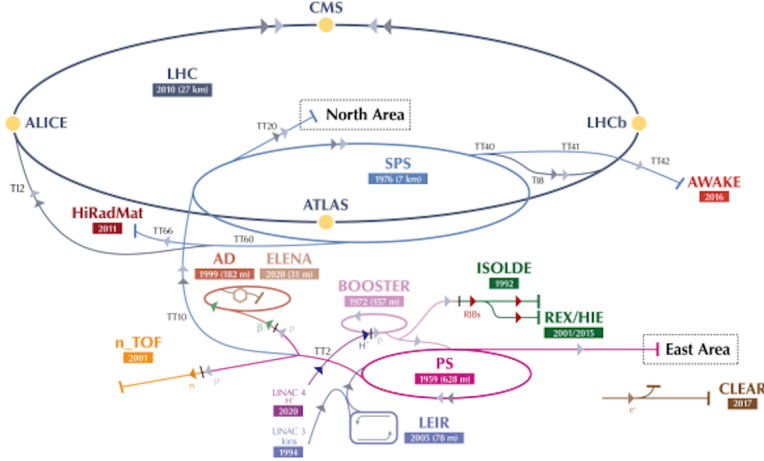 CMS
LHC
2010 (27 km)
ALICE
TT20
North Area
LHCb
TT40
TT41
SPS
1976 (7 km)
TI8
TT42
TI2
AWAKE
2016
HiRadMat
2011
ATLAS
TT66
TT60
AD
1999 (182 m)
ELENA
2020 (31 m)
ISOLDE
1992
BOOSTER
1972 (157 m)
RIBs
REX/HIE
2001/2015
TT10
p
p
H⁻
p
n_TOF
2001
TT2
East Area
n
p
PS
1959 (628 m)
LINAC 4
H⁻
2020
CLEAR
2017
e⁻
LINAC 3
Ions
1994
LEIR
2005 (78 m)